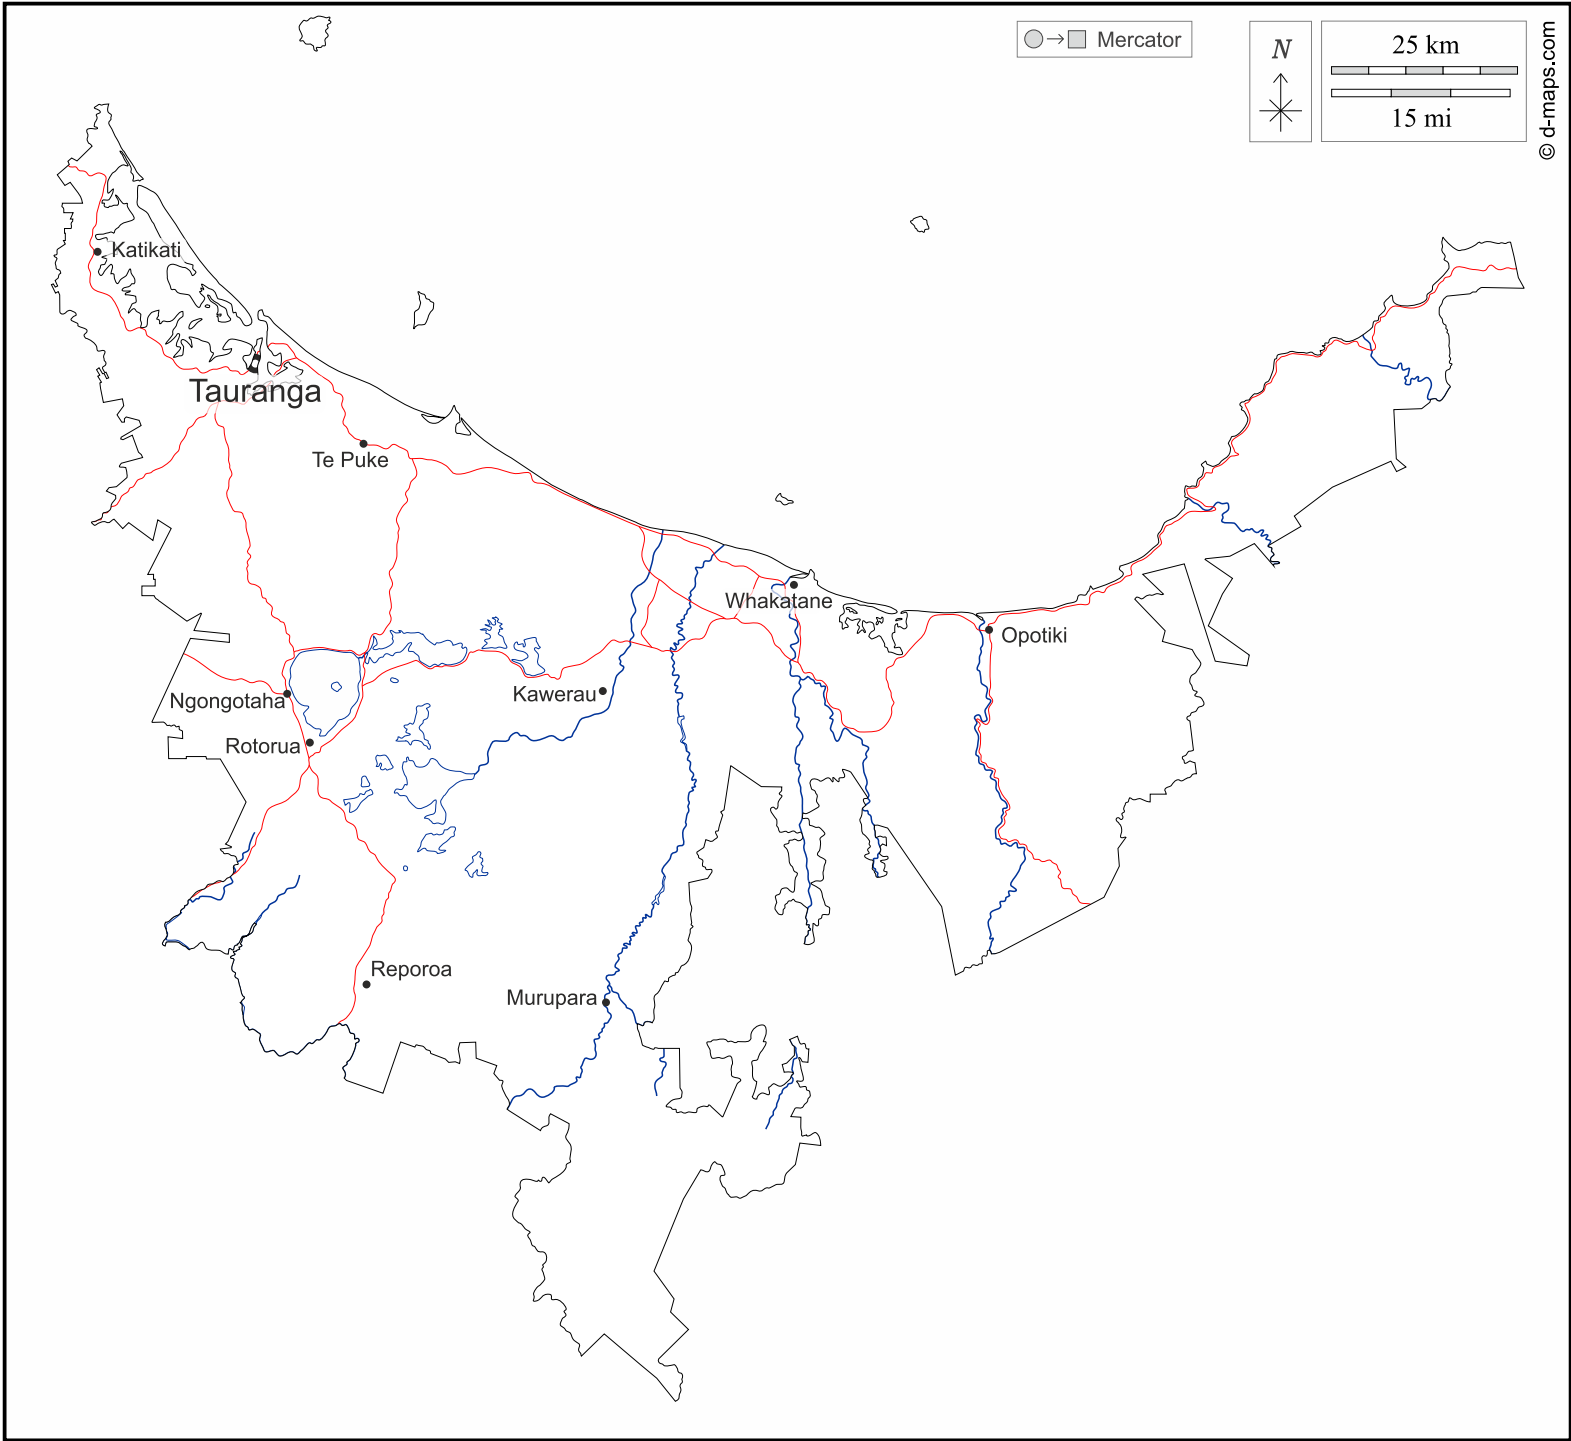 Mercator
N
25 km
15 mi
© d-maps.com
Katikati
Tauranga
Te Puke
Whakatane
Opotiki
Ngongotaha
Kawerau
Rotorua
Reporoa
Murupara